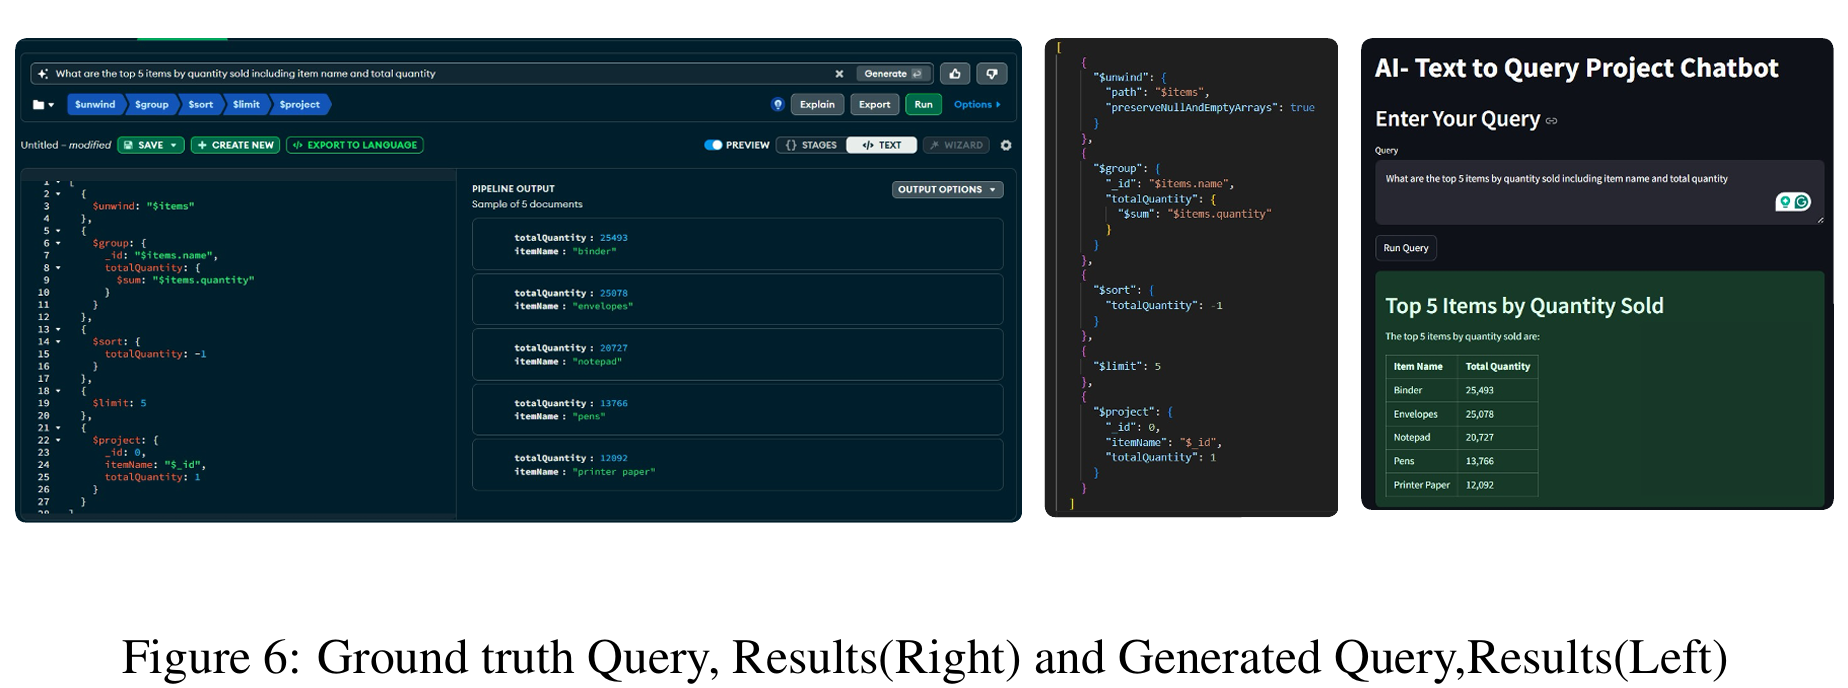 What are the top 5 items by quantity sold including item name and total quantity
Generate
$unwind $group $sort $limit $project
Explain Export Run Options
Untitled – modified SAVE + CREATE NEW </> EXPORT TO LANGUAGE
PREVIEW {} STAGES </> TEXT WIZARD
1 [
2 {
3 $unwind: "$items"
4 },
5 {
6 $group: {
7 _id: "$items.name",
8 totalQuantity: {
9 $sum: "$items.quantity"
10 }
11 }
12 },
13 {
14 $sort: {
15 totalQuantity: -1
16 }
17 },
18 {
19 $limit: 5
20 },
21 {
22 $project: {
23 _id: 0,
24 itemName: "$_id",
25 totalQuantity: 1
26 }
27 }
28 ]
PIPELINE OUTPUT
Sample of 5 documents
OUTPUT OPTIONS
totalQuantity : 25493
itemName : "binder"
totalQuantity : 25078
itemName : "envelopes"
totalQuantity : 20727
itemName : "notepad"
totalQuantity : 13766
itemName : "pens"
totalQuantity : 12092
itemName : "printer paper"
[
{
"$unwind": {
"path": "$items",
"preserveNullAndEmptyArrays": true
}
},
{
"$group": {
"_id": "$items.name",
"totalQuantity": {
"$sum": "$items.quantity"
}
}
},
{
"$sort": {
"totalQuantity": -1
}
},
{
"$limit": 5
},
{
"$project": {
"_id": 0,
"itemName": "$_id",
"totalQuantity": 1
}
}
]
AI- Text to Query Project Chatbot
Enter Your Query
Query
What are the top 5 items by quantity sold including item name and total quantity
Run Query
Top 5 Items by Quantity Sold
The top 5 items by quantity sold are:
Item Name Total Quantity
Binder 25,493
Envelopes 25,078
Notepad 20,727
Pens 13,766
Printer Paper 12,092
Figure 6: Ground truth Query, Results(Right) and Generated Query,Results(Left)